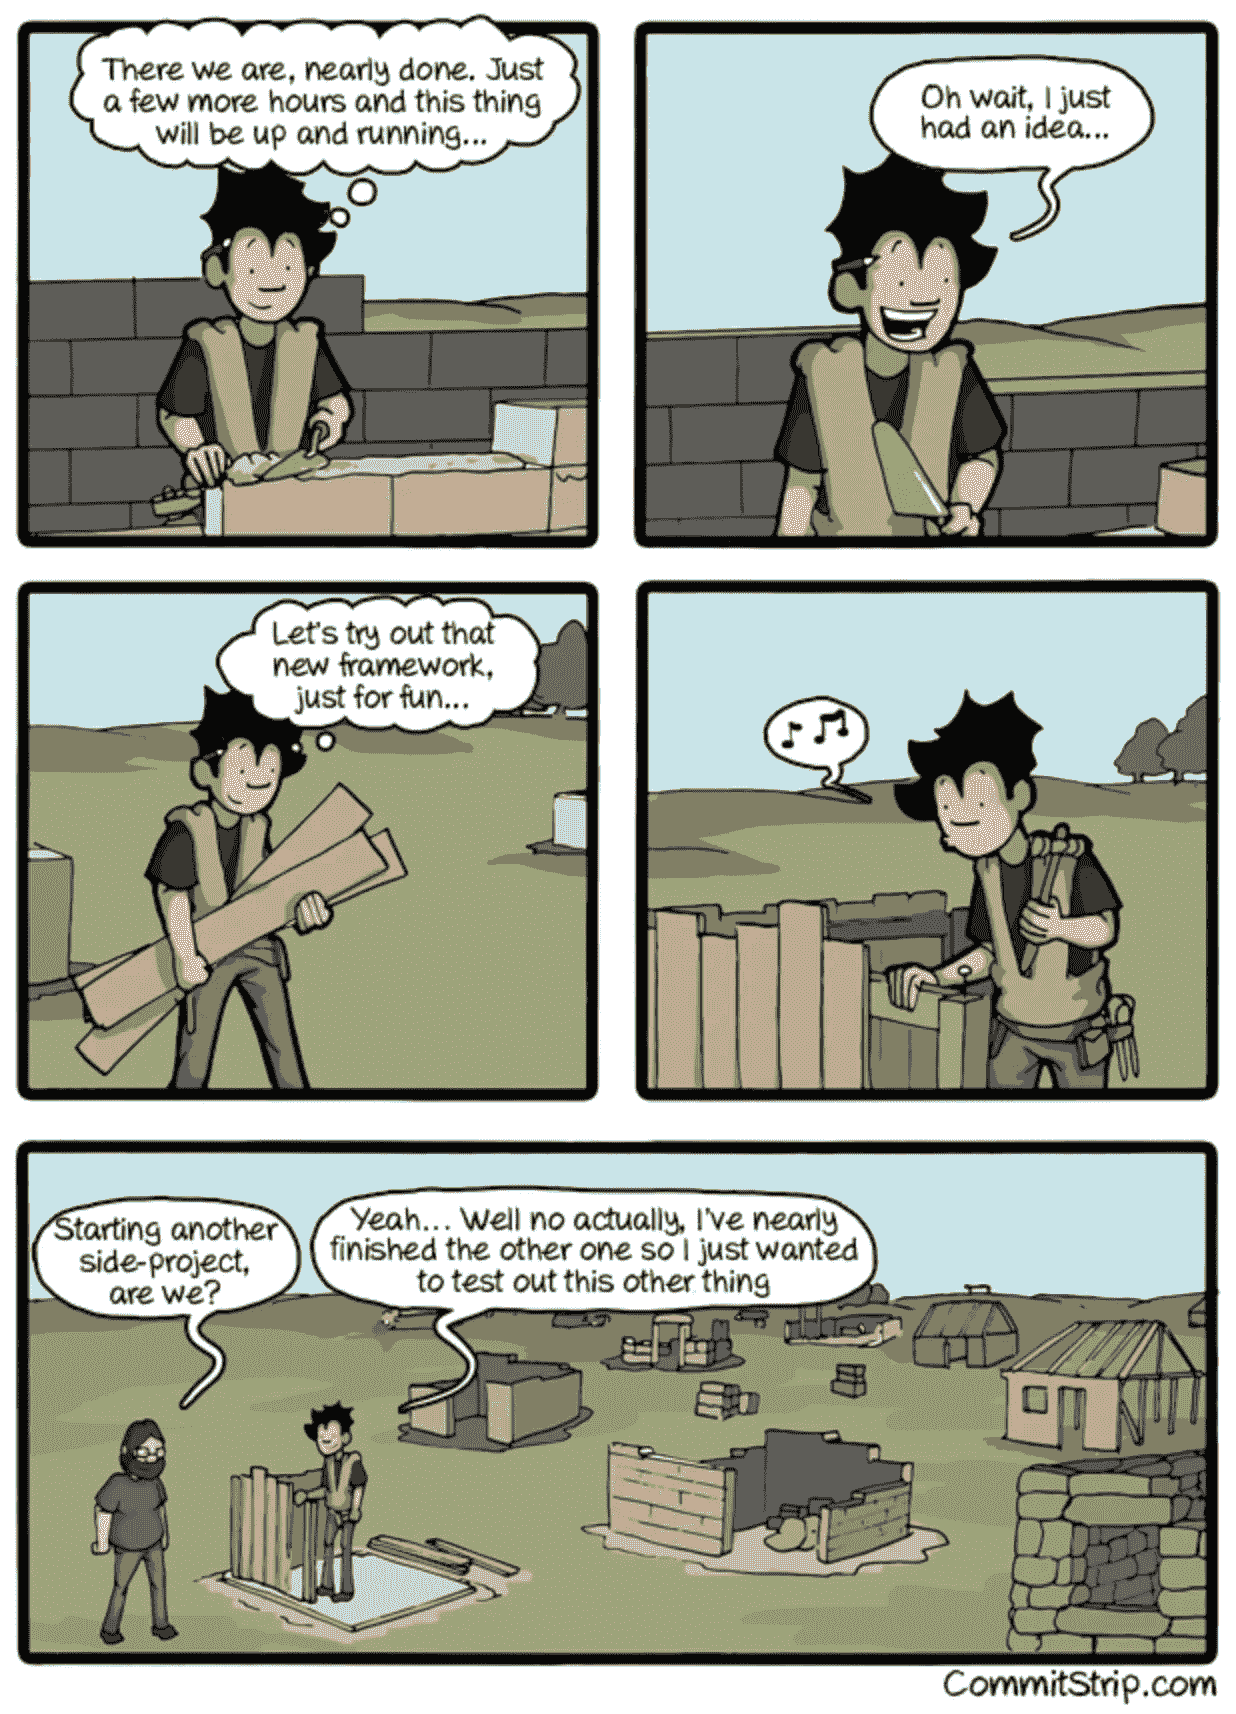 There we are, nearly done. Just
a few more hours and this thing
will be up and running...
Oh wait, I just
had an idea...
Let's try out that
new framework,
just for fun...
Starting another
side-project,
are we?
Yeah... Well no actually, I've nearly
finished the other one so I just wanted
to test out this other thing
CommitStrip.com